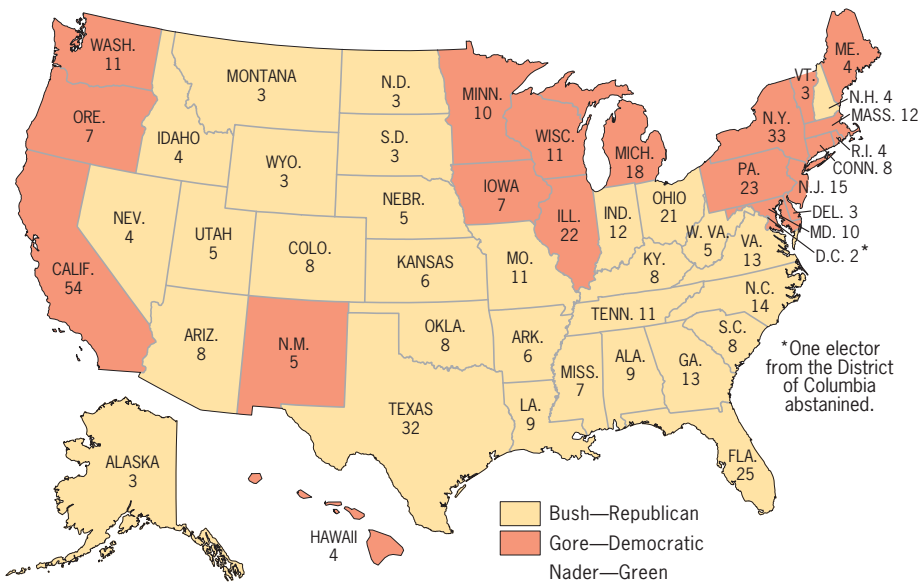 WASH.
11
ORE.
7
CALIF.
54
NEV.
4
IDAHO
4
MONTANA
3
WYO.
3
UTAH
5
COLO.
8
ARIZ.
8
N.M.
5
N.D.
3
S.D.
3
NEBR.
5
KANSAS
6
OKLA.
8
TEXAS
32
MINN.
10
IOWA
7
MO.
11
ARK.
6
LA.
9
WISC.
11
ILL.
22
MICH.
18
IND.
12
OHIO
21
KY.
8
TENN. 11
MISS.
7
ALA.
9
GA.
13
FLA.
25
S.C.
8
N.C.
14
VA.
13
W. VA.
5
PA.
23
N.Y.
33
VT.
3
ME.
4
N.H. 4
MASS. 12
R.I. 4
CONN. 8
N.J. 15
DEL. 3
MD. 10
D.C. 2*
*One elector
from the District
of Columbia
abstanined.
ALASKA
3
HAWAII
4
Bush—Republican
Gore—Democratic
Nader—Green